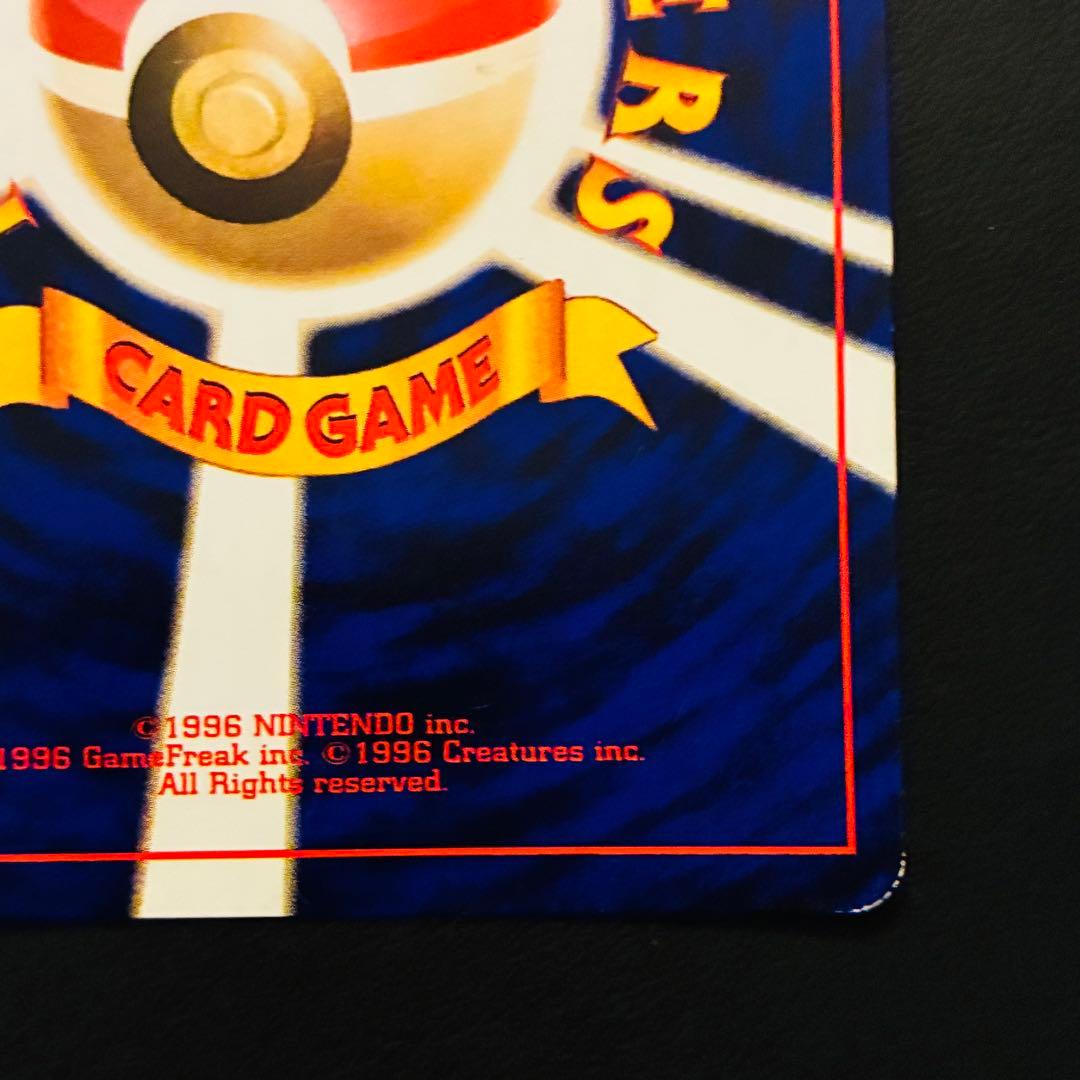 ERS
CARD GAME
©1996 NINTENDO inc.
1996 GameFreak inc. ©1996 Creatures inc.
All Rights reserved.